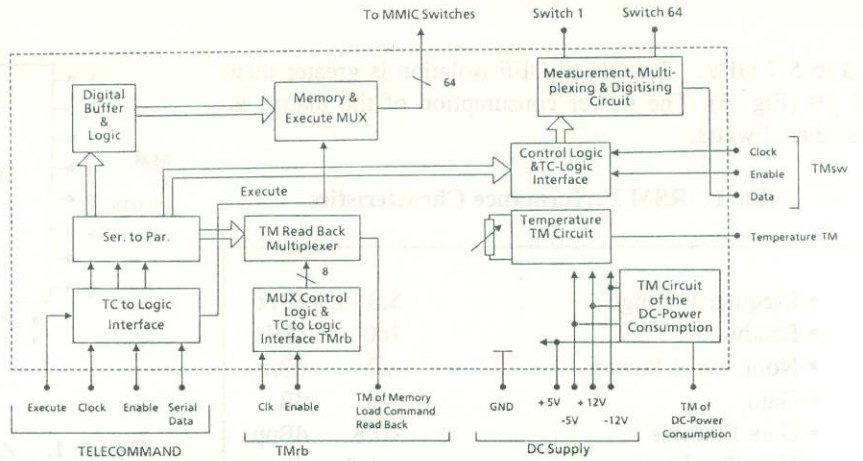 To MMIC Switches
Switch 1
Switch 64
64
Digital
Buffer
& Logic
Memory &
Execute MUX
Measurement, Multi-
plexing & Digitising
Circuit
Control Logic
&TC-Logic
Interface
Clock
Enable
Data
TMsw
Execute
Ser. to Par.
TM Read Back
Multiplexer
Temperature
TM Circuit
Temperature TM
8
TC to Logic
Interface
MUX Control
Logic &
TC to Logic
Interface TMrb
TM Circuit
of the
DC-Power
Consumption
Execute
Clock
Enable
Serial
Data
Clk
Enable
TM of Memory
Load Command
Read Back
GND
+ 5V
-5V
+ 12V
-12V
TM of
DC-Power
Consumption
TELECOMMAND
TMrb
DC Supply